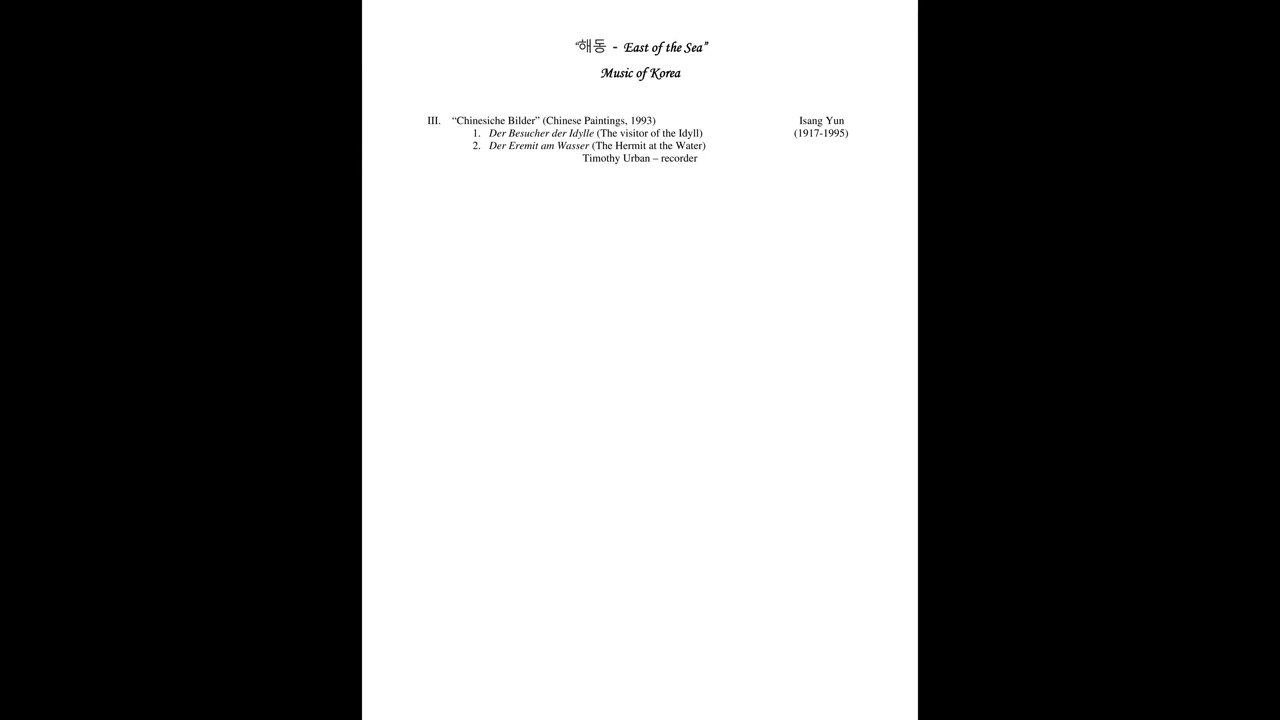 “해동 - East of the Sea”
Music of Korea
III. “Chinesiche Bilder” (Chinese Paintings, 1993) Isang Yun
1. Der Besucher der Idylle (The visitor of the Idyll) (1917-1995)
2. Der Eremit am Wasser (The Hermit at the Water)
Timothy Urban – recorder